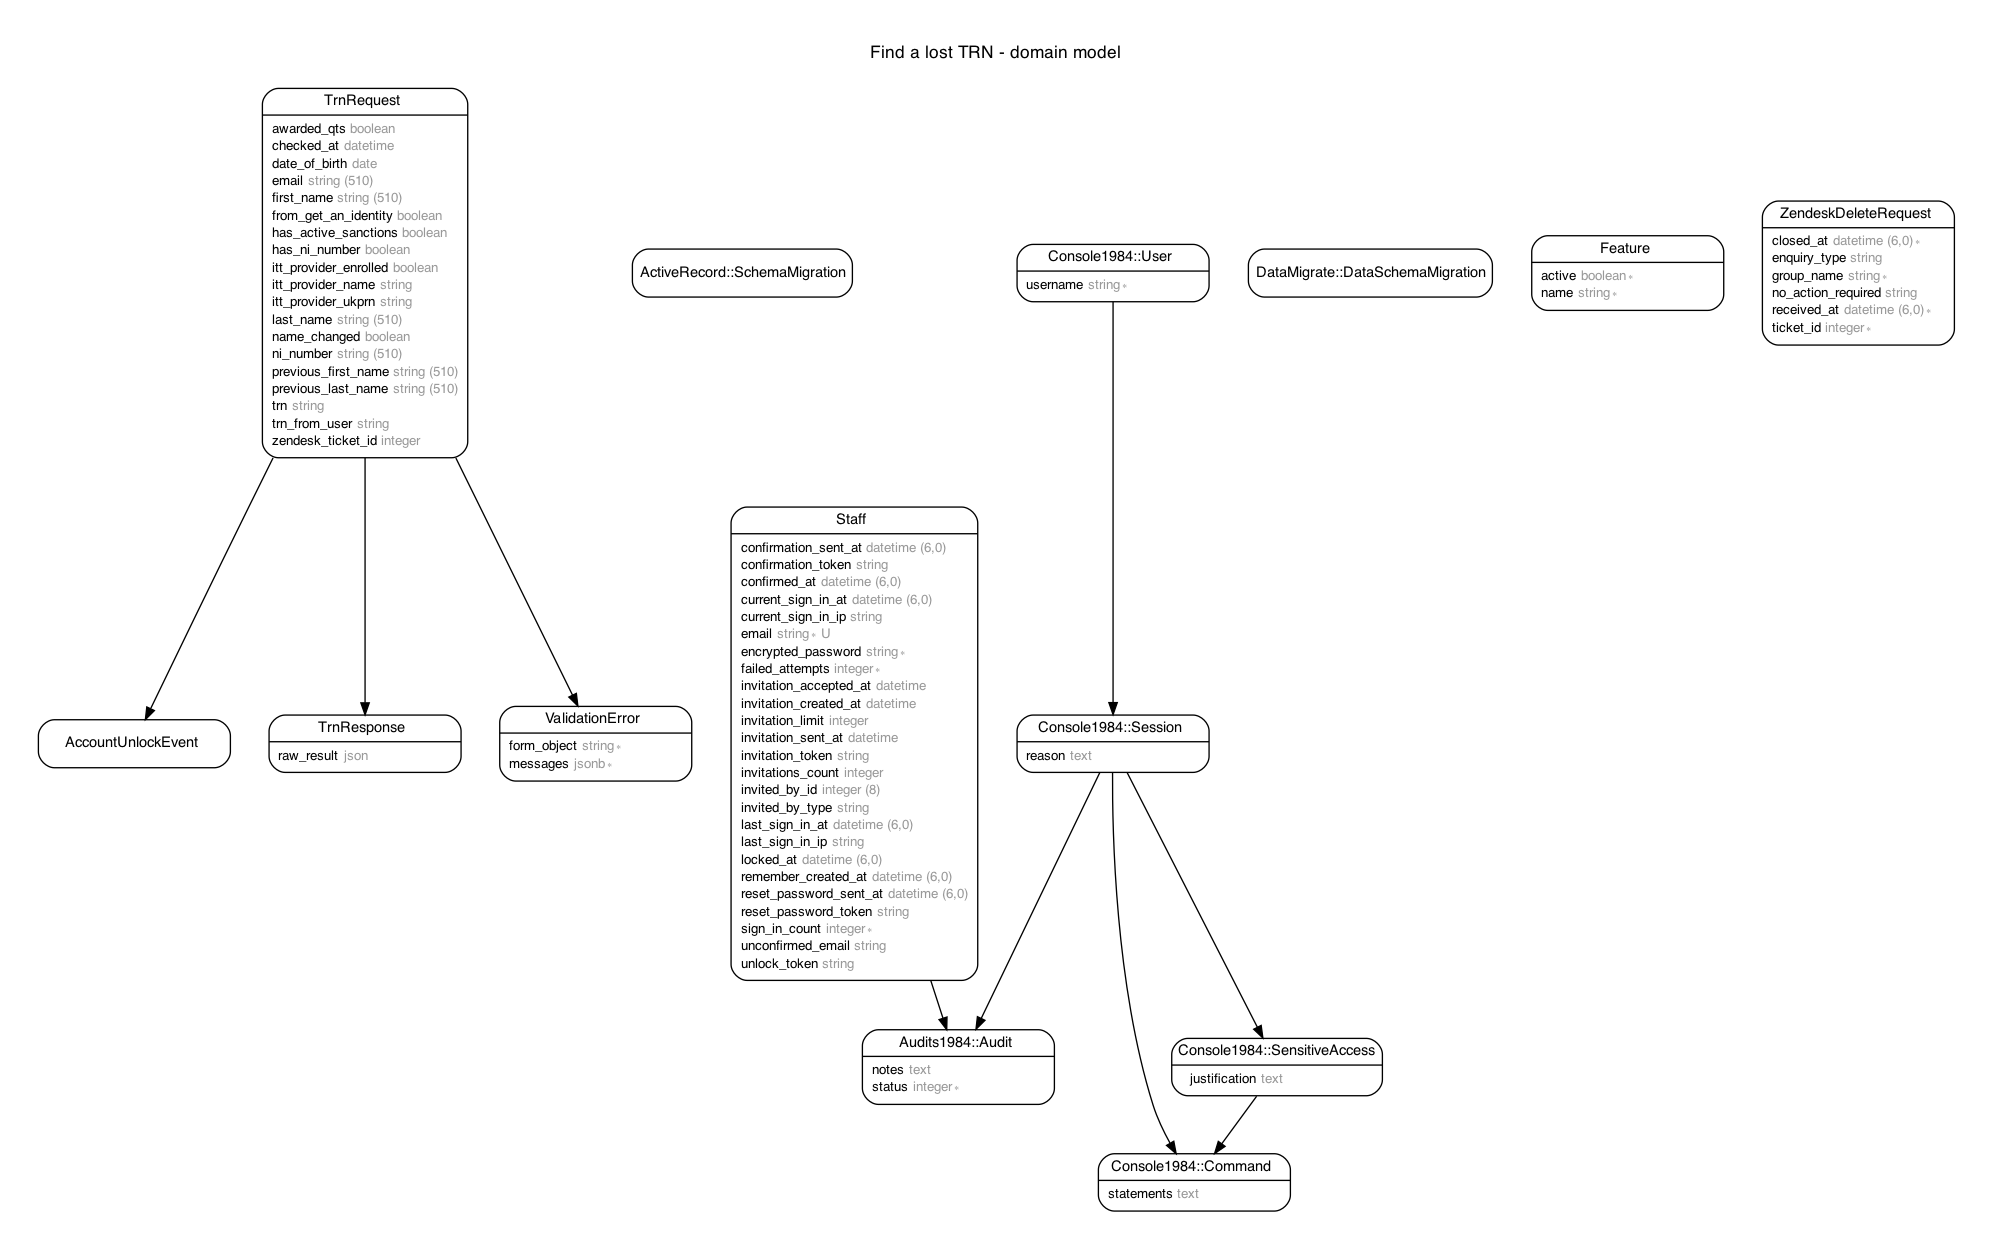 Find a lost TRN - domain model
TrnRequest
awarded_qts boolean
checked_at datetime
date_of_birth date
email string (510)
first_name string (510)
from_get_an_identity boolean
has_active_sanctions boolean
has_ni_number boolean
itt_provider_enrolled boolean
itt_provider_name string
itt_provider_ukprn string
last_name string (510)
name_changed boolean
ni_number string (510)
previous_first_name string (510)
previous_last_name string (510)
trn string
trn_from_user string
zendesk_ticket_id integer
ActiveRecord::SchemaMigration
Console1984::User
username string ∗
DataMigrate::DataSchemaMigration
Feature
active boolean ∗
name string ∗
ZendeskDeleteRequest
closed_at datetime (6,0) ∗
enquiry_type string
group_name string ∗
no_action_required string
received_at datetime (6,0) ∗
ticket_id integer ∗
Staff
confirmation_sent_at datetime (6,0)
confirmation_token string
confirmed_at datetime (6,0)
current_sign_in_at datetime (6,0)
current_sign_in_ip string
email string ∗ U
encrypted_password string ∗
failed_attempts integer ∗
invitation_accepted_at datetime
invitation_created_at datetime
invitation_limit integer
invitation_sent_at datetime
invitation_token string
invitations_count integer
invited_by_id integer (8)
invited_by_type string
last_sign_in_at datetime (6,0)
last_sign_in_ip string
locked_at datetime (6,0)
remember_created_at datetime (6,0)
reset_password_sent_at datetime (6,0)
reset_password_token string
sign_in_count integer ∗
unconfirmed_email string
unlock_token string
AccountUnlockEvent
TrnResponse
raw_result json
ValidationError
form_object string ∗
messages jsonb ∗
Console1984::Session
reason text
Audits1984::Audit
notes text
status integer ∗
Console1984::SensitiveAccess
justification text
Console1984::Command
statements text